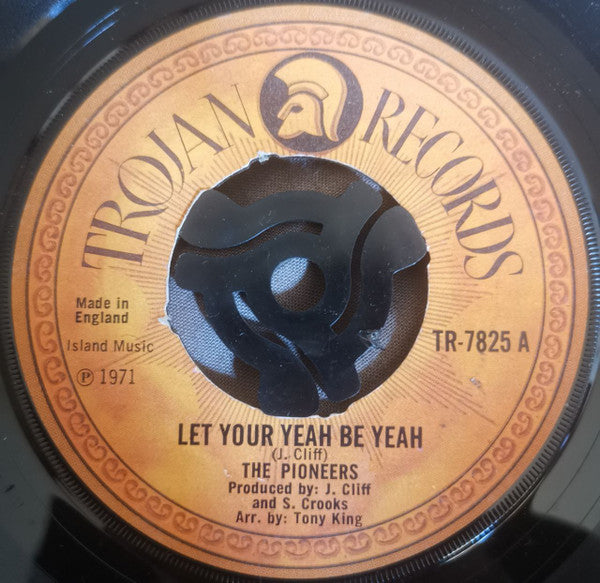 TROJAN RECORDS
Made in
England
Island Music
℗ 1971
TR-7825 A
LET YOUR YEAH BE YEAH
(J. Cliff)
THE PIONEERS
Produced by: J. Cliff
and S. Crooks
Arr. by: Tony King